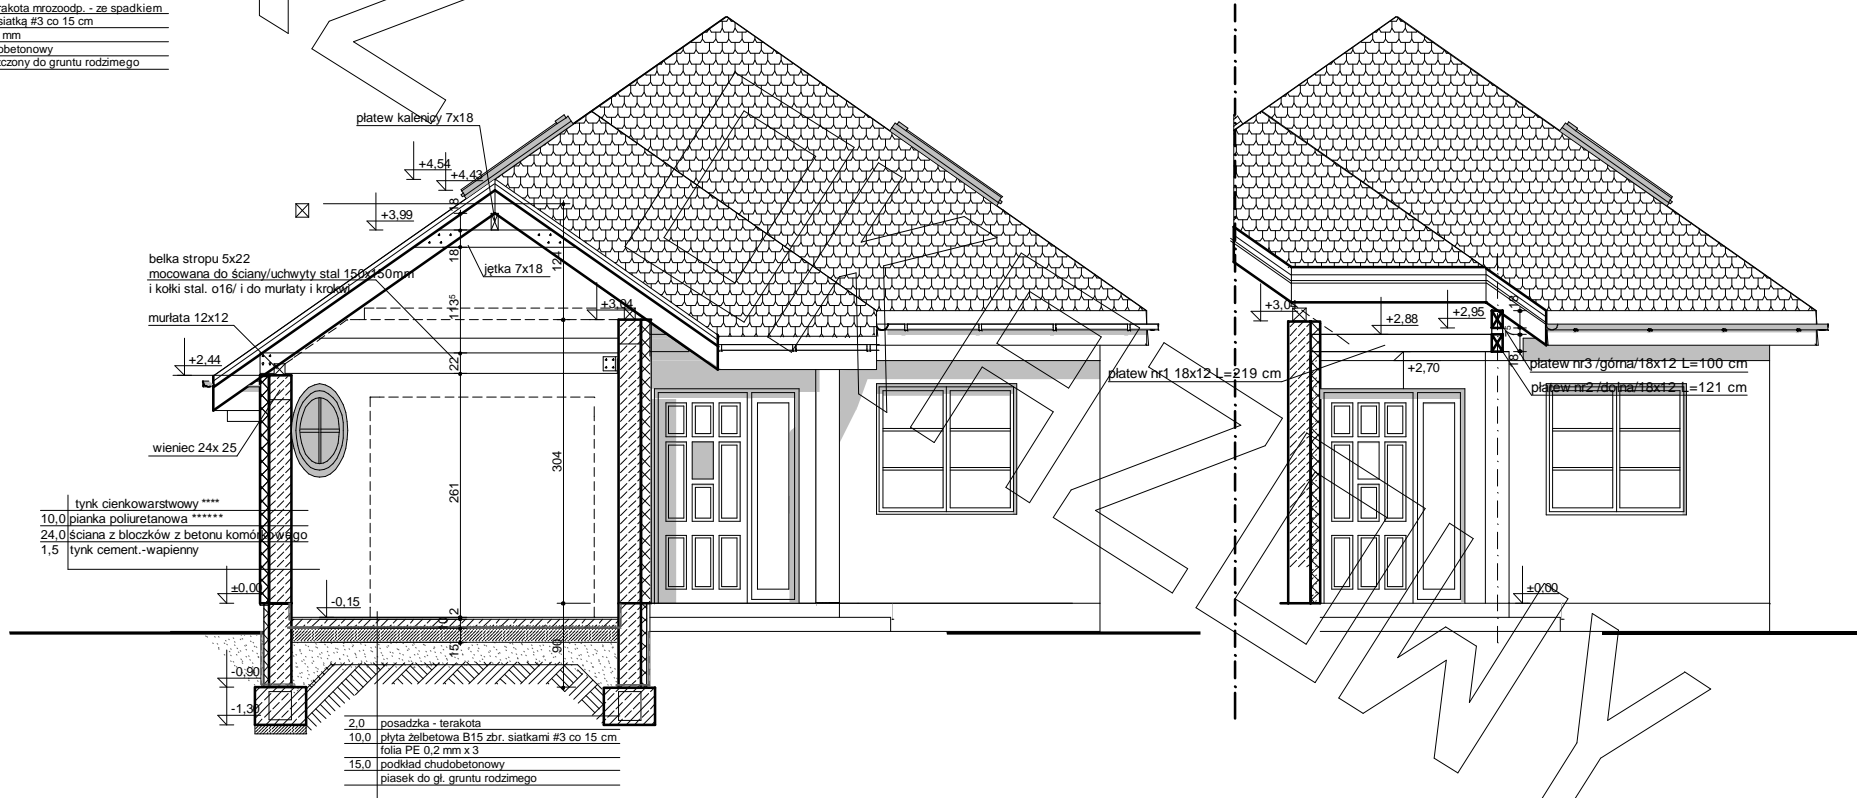 rakota mrozoodp. - ze spadkiem
siatką #3 co 15 cm
mm
obetonowy
czony do gruntu rodzimego
płatew kalenicy 7x18
+4,54
+4,43
+3,99
18
belka stropu 5x22
mocowana do ściany/uchwyty stal 150x150mm
i kołki stal. o16/ i do murłaty i krokwi
18
jętka 7x18
124
113⁵
+3,04
murłata 12x12
+2,44
22
wieniec 24x 25
304
261
tynk cienkowarstwowy ****
10,0 pianka poliuretanowa ******
24,0 ściana z bloczków z betonu komórkowego
1,5 tynk cement.-wapienny
±0,00
-0,15
2
10
15
90
-0,90
-1,30
2,0 posadzka - terakota
10,0 płyta żelbetowa B15 zbr. siatkami #3 co 15 cm
folia PE 0,2 mm x 3
15,0 podkład chudobetonowy
piasek do gł. gruntu rodzimego
+3,04
+2,88
+2,95
18
18
+2,70
płatew nr1 18x12 L=219 cm
płatew nr3 /górna/18x12 L=100 cm
płatew nr2 /dolna/18x12 L=121 cm
±0,00